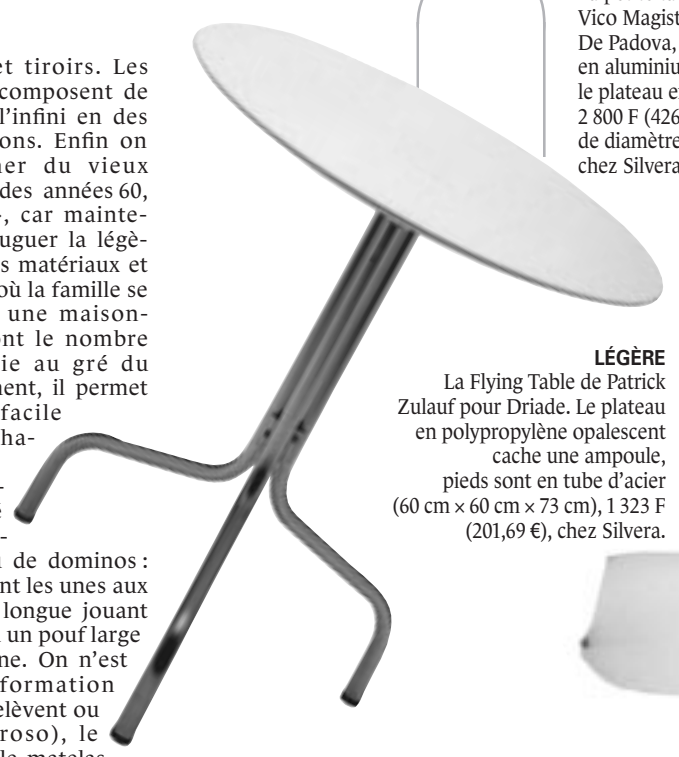 et tiroirs. Les
composent de
l'infini en des
ons. Enfin on
er du vieux
des années 60,
car mainte-
uguer la légè-
s matériaux et
où la famille se
une maison-
ont le nombre
ie au gré du
ment, il permet
facile
ha-
-
-
u de dominos :
nt les unes aux
longue jouant
un pouf large
ne. On n'est
formation
elèvent ou
roso), le
le matelas
Vico Magist
De Padova,
en aluminiu
le plateau en
2 800 F (426
de diamètre
chez Silvera
LÉGÈRE
La Flying Table de Patrick
Zulauf pour Driade. Le plateau
en polypropylène opalescent
cache une ampoule,
pieds sont en tube d'acier
(60 cm × 60 cm × 73 cm), 1 323 F
(201,69 €), chez Silvera.